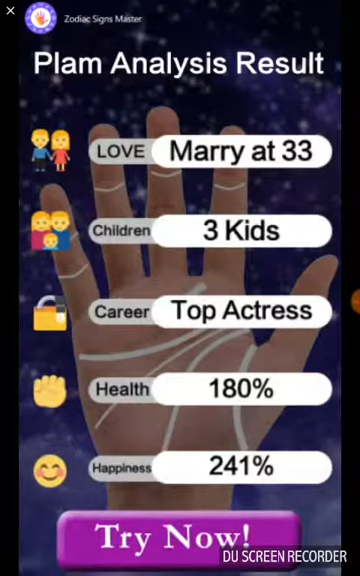 Zodiac Signs Master
Plam Analysis Result
LOVE Marry at 33
Children 3 Kids
Career Top Actress
Health 180%
Happiness 241%
Try Now!
DU SCREEN RECORDER